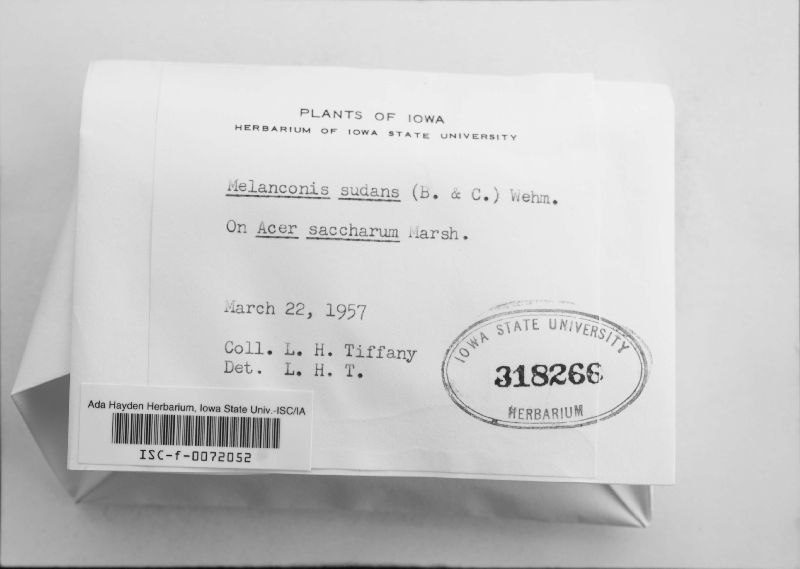 PLANTS OF IOWA
HERBARIUM OF IOWA STATE UNIVERSITY
Melanconis sudans (B. & C.) Wehm.
On Acer saccharum Marsh.
March 22, 1957
Coll. L. H. Tiffany
Det. L. H. T.
IOWA STATE UNIVERSITY
318266
HERBARIUM
Ada Hayden Herbarium, Iowa State Univ.-ISC/IA
ISC-f-0072052